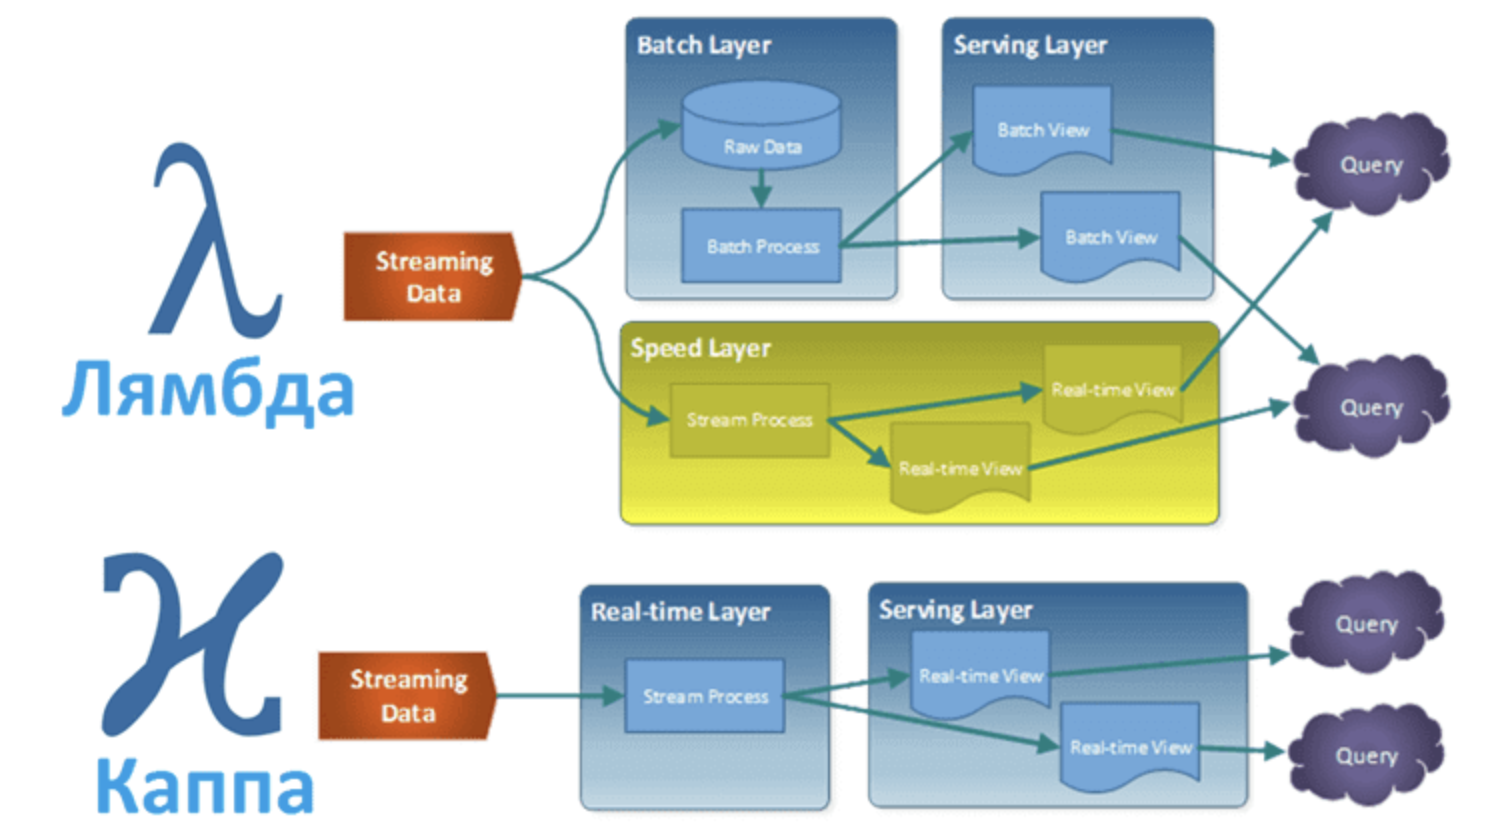 λ
Лямбда
Streaming
Data
Batch Layer
Raw Data
Batch Process
Serving Layer
Batch View
Batch View
Speed Layer
Stream Process
Real-time View
Real-time View
Query
Query
ϰ
Каппа
Streaming
Data
Real-time Layer
Stream Process
Serving Layer
Real-time View
Real-time View
Query
Query